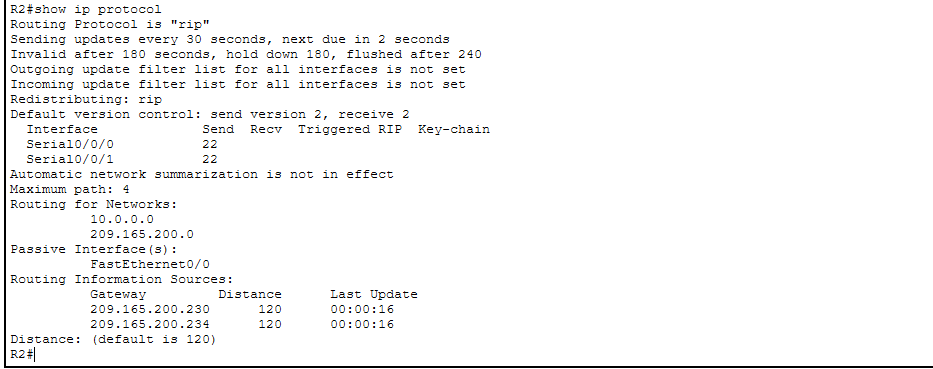 R2#show ip protocol
Routing Protocol is "rip"
Sending updates every 30 seconds, next due in 2 seconds
Invalid after 180 seconds, hold down 180, flushed after 240
Outgoing update filter list for all interfaces is not set
Incoming update filter list for all interfaces is not set
Redistributing: rip
Default version control: send version 2, receive 2
  Interface             Send  Recv  Triggered RIP  Key-chain
  Serial0/0/0           22
  Serial0/0/1           22
Automatic network summarization is not in effect
Maximum path: 4
Routing for Networks:
          10.0.0.0
          209.165.200.0
Passive Interface(s):
          FastEthernet0/0
Routing Information Sources:
          Gateway         Distance      Last Update
          209.165.200.230      120      00:00:16
          209.165.200.234      120      00:00:16
Distance: (default is 120)
R2#